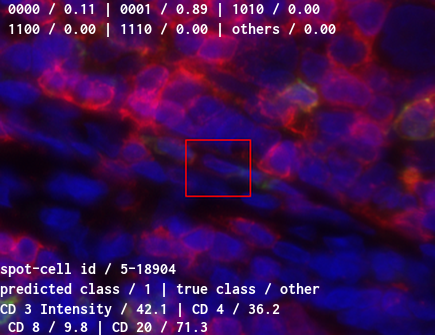 0000 / 0.11 | 0001 / 0.89 | 1010 / 0.00
1100 / 0.00 | 1110 / 0.00 | others / 0.00
spot-cell id / 5-18904
predicted class / 1 | true class / other
CD 3 Intensity / 42.1 | CD 4 / 36.2
CD 8 / 9.8 | CD 20 / 71.3